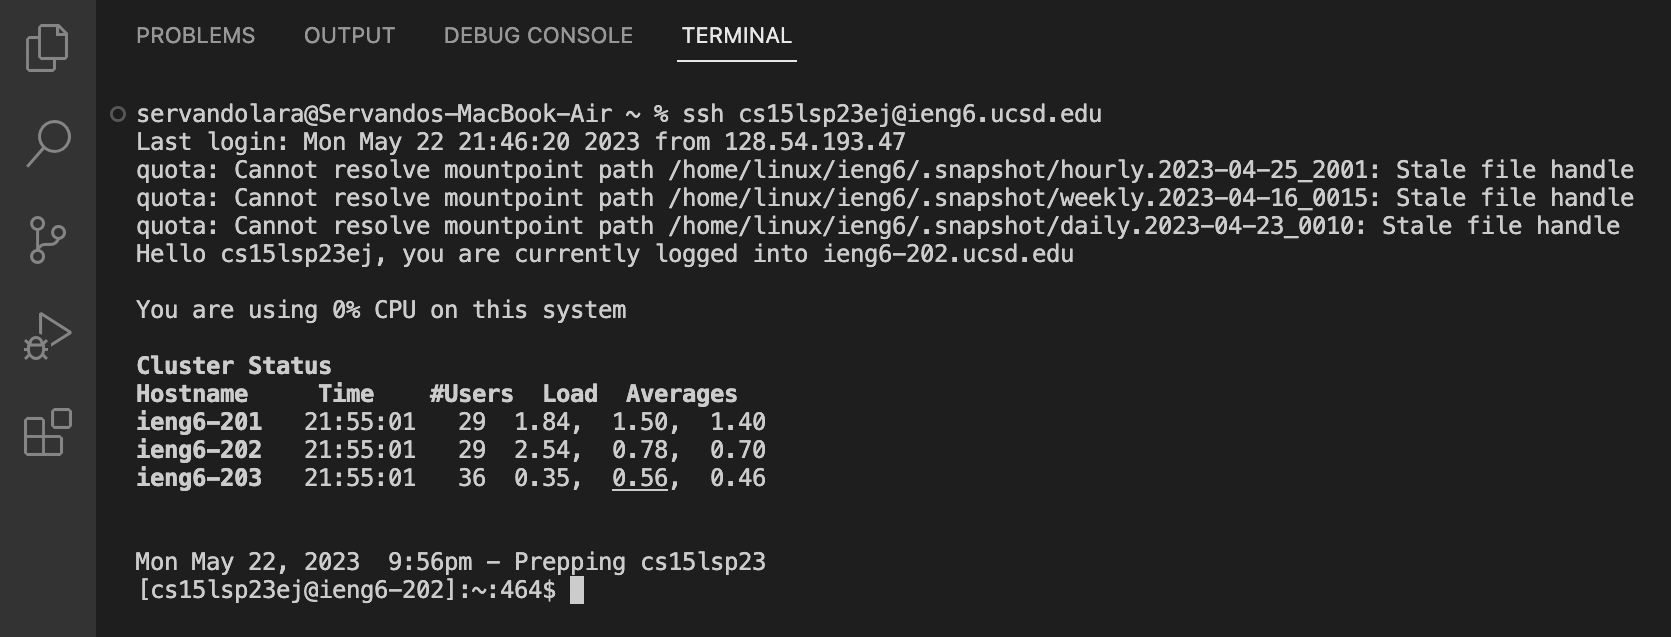 PROBLEMS OUTPUT DEBUG CONSOLE TERMINAL
servandolara@Servandos-MacBook-Air ~ % ssh cs15lsp23ej@ieng6.ucsd.edu
Last login: Mon May 22 21:46:20 2023 from 128.54.193.47
quota: Cannot resolve mountpoint path /home/linux/ieng6/.snapshot/hourly.2023-04-25_2001: Stale file handle
quota: Cannot resolve mountpoint path /home/linux/ieng6/.snapshot/weekly.2023-04-16_0015: Stale file handle
quota: Cannot resolve mountpoint path /home/linux/ieng6/.snapshot/daily.2023-04-23_0010: Stale file handle
Hello cs15lsp23ej, you are currently logged into ieng6-202.ucsd.edu
You are using 0% CPU on this system
Cluster Status
Hostname     Time    #Users  Load  Averages
ieng6-201   21:55:01   29  1.84,  1.50,  1.40
ieng6-202   21:55:01   29  2.54,  0.78,  0.70
ieng6-203   21:55:01   36  0.35,  0.56,  0.46
Mon May 22, 2023  9:56pm - Prepping cs15lsp23
[cs15lsp23ej@ieng6-202]:~:464$